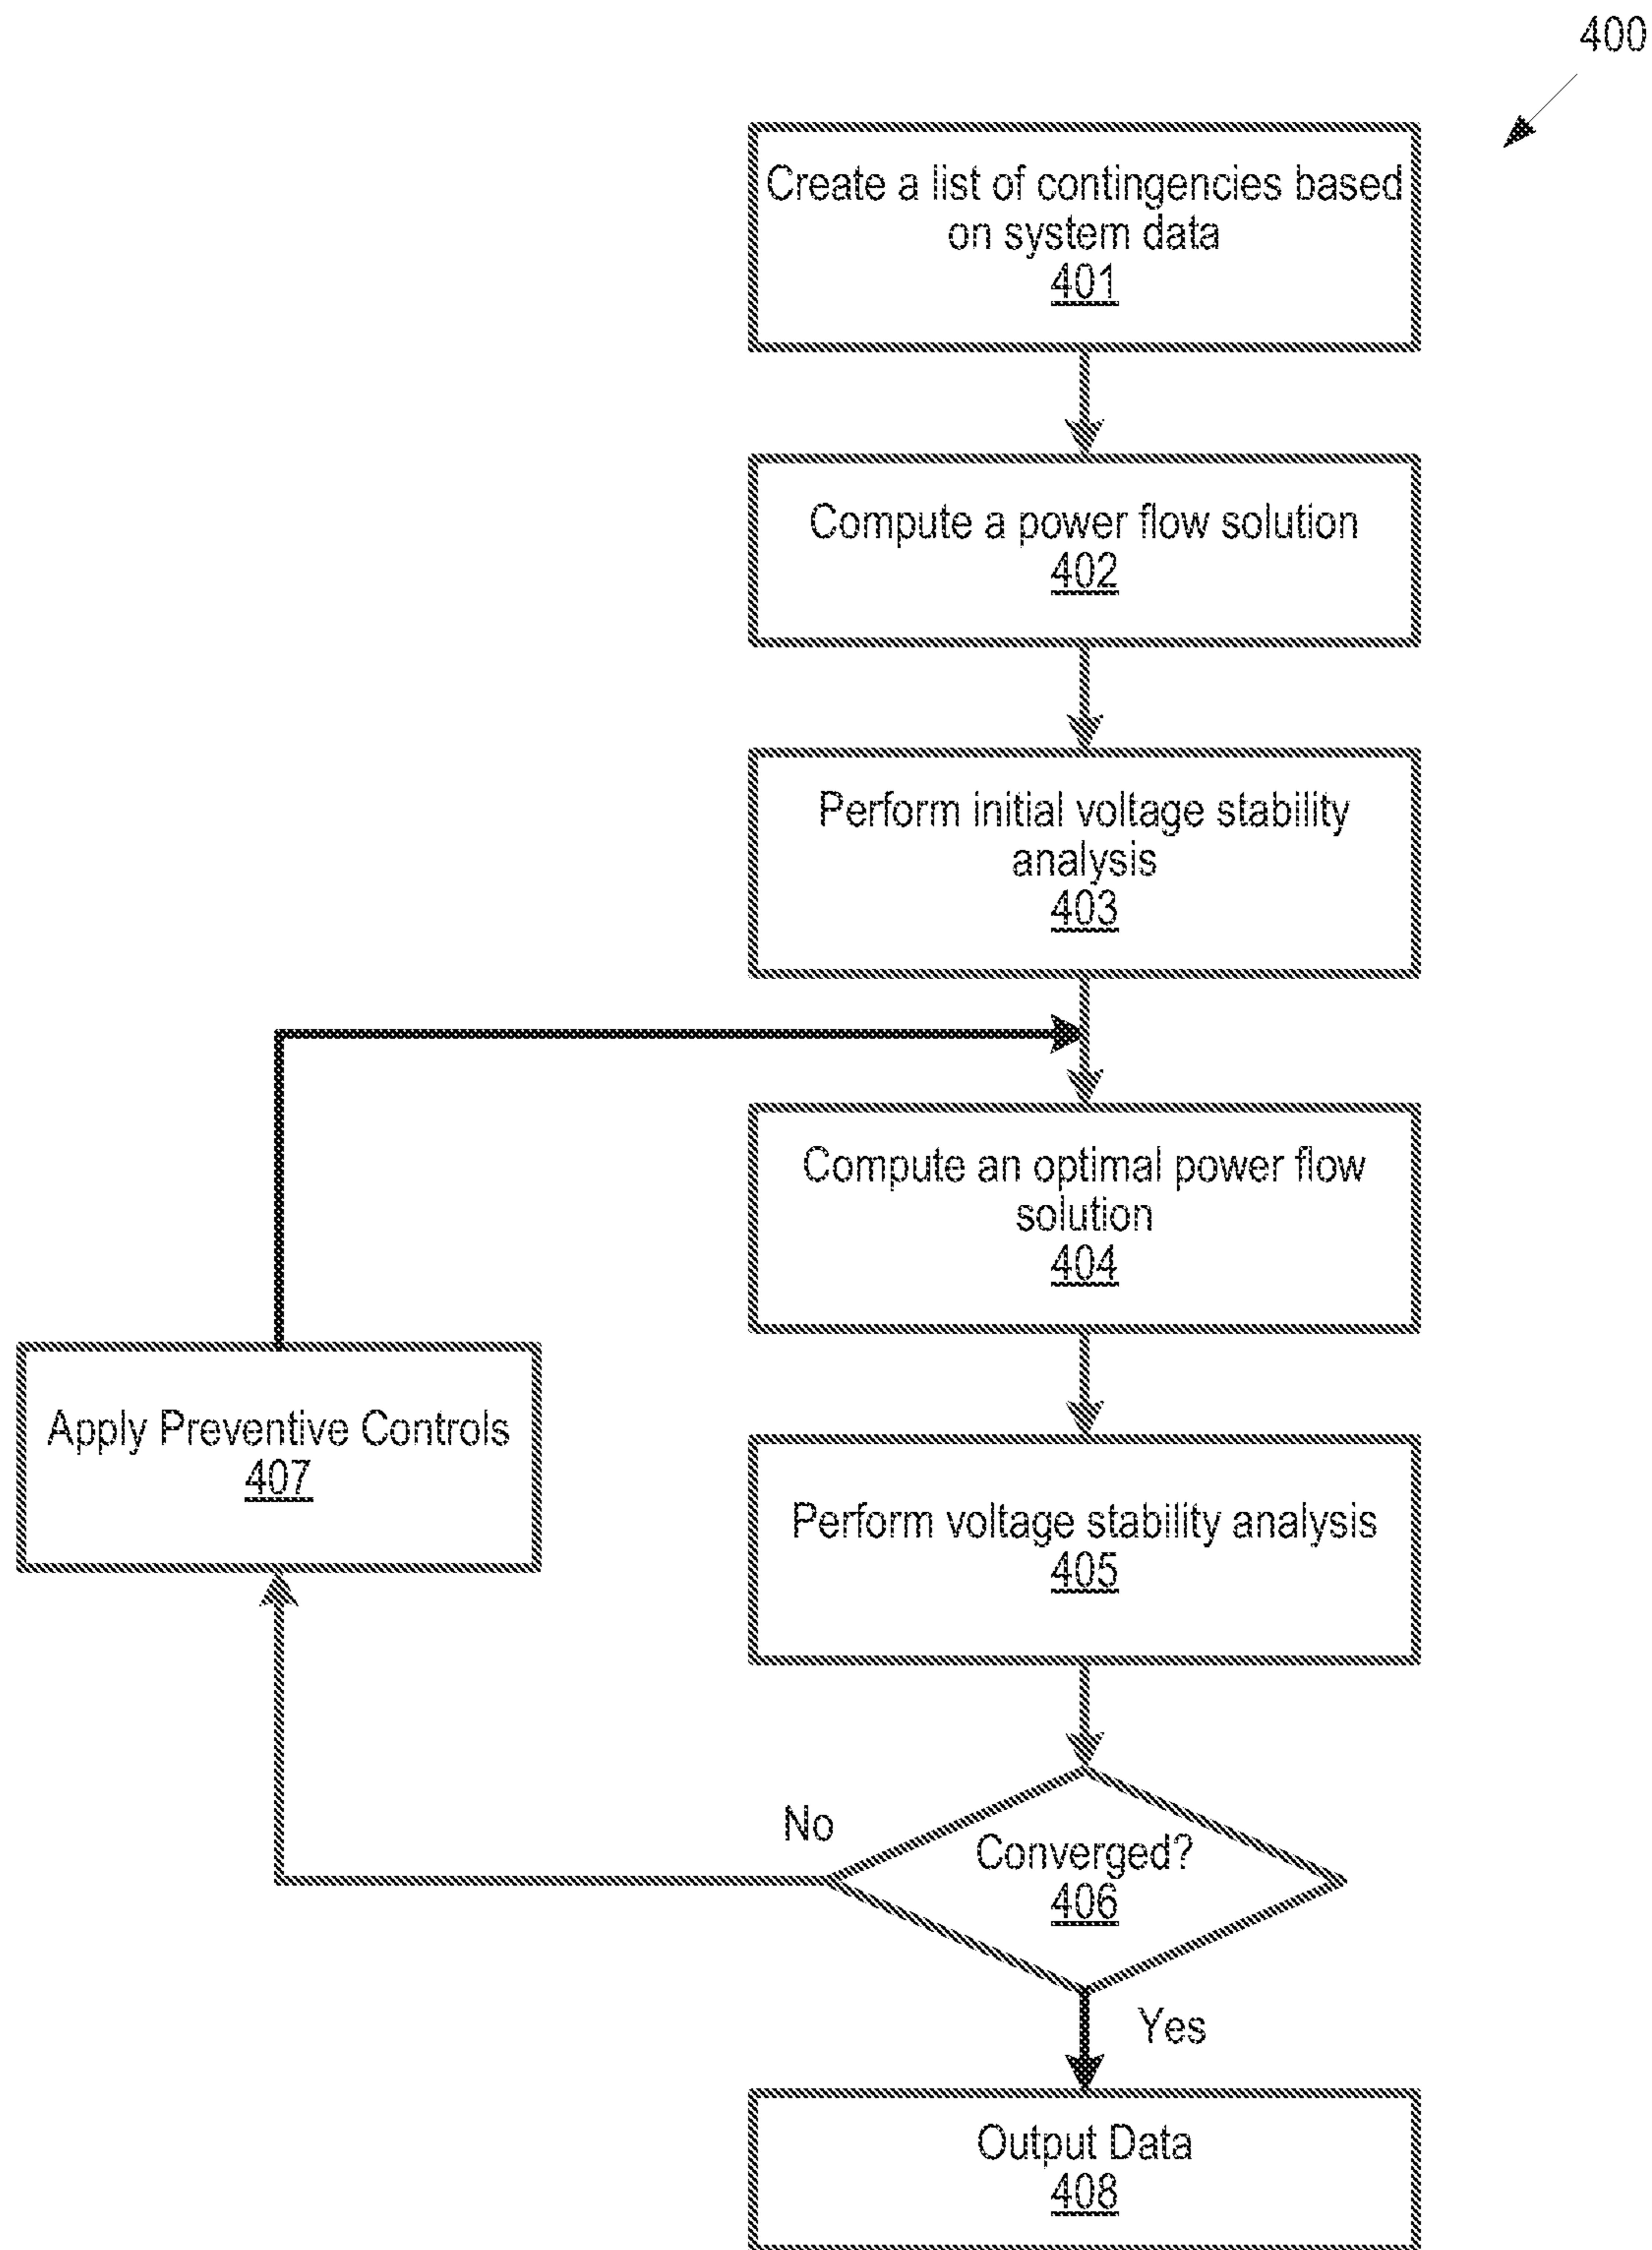 400
Create a list of contingencies based
on system data
401
Compute a power flow solution
402
Perform initial voltage stability
analysis
403
Compute an optimal power flow
solution
404
Apply Preventive Controls
407
Perform voltage stability analysis
405
No
Converged?
406
Yes
Output Data
408